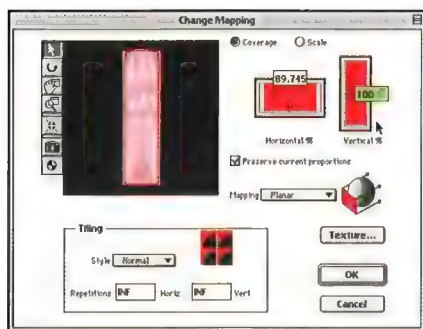 Change Mapping
Coverage
Scale
89.745
100
Horizontal %
Vertical %
Preserve current proportions
Mapping Planar
Texture...
Tiling
Style Normal
Repetitions INF Horiz INF Vert
OK
Cancel